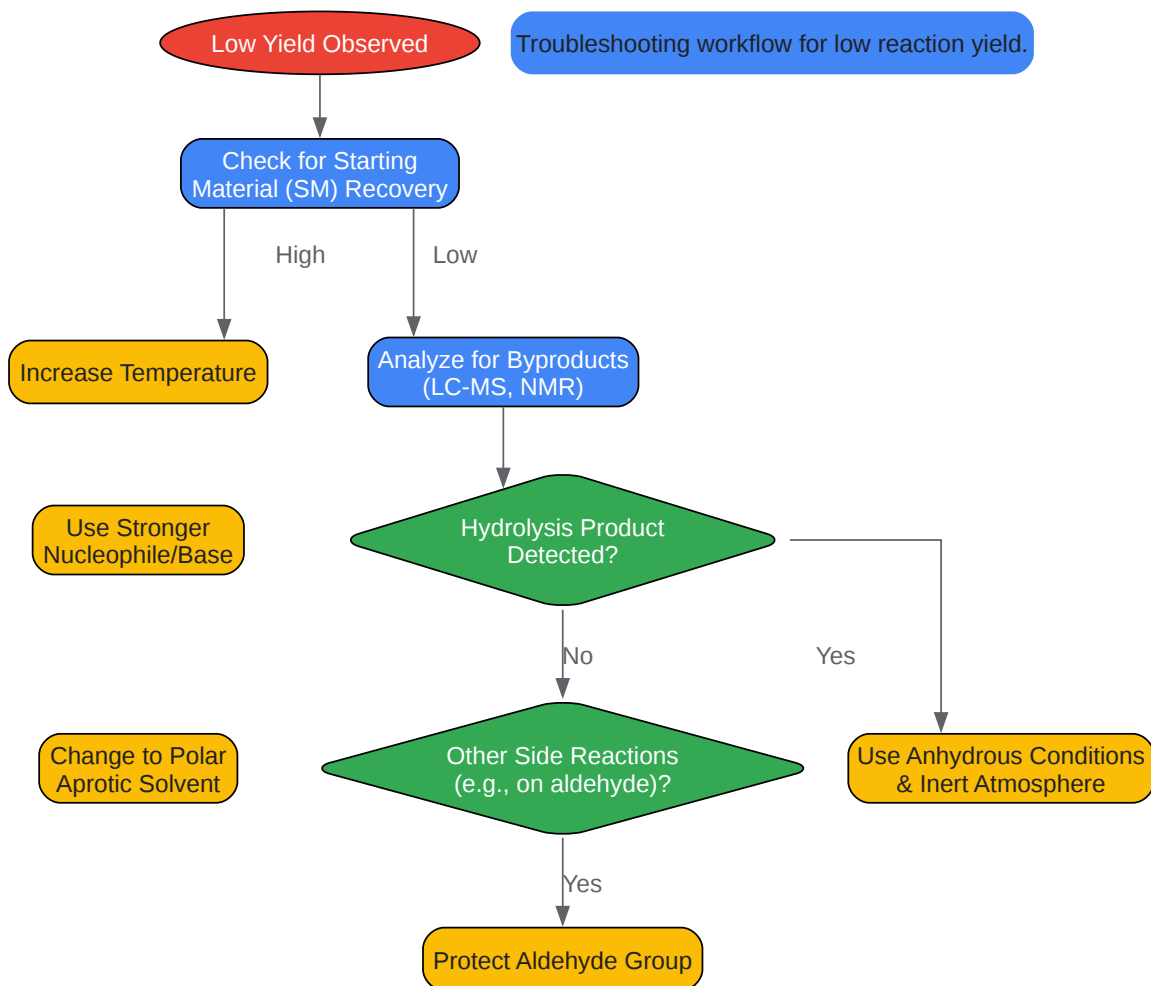 Low Yield Observed
Troubleshooting workflow for low reaction yield.
Check for Starting
Material (SM) Recovery
High
Low
Increase Temperature
Analyze for Byproducts
(LC-MS, NMR)
Use Stronger
Nucleophile/Base
Hydrolysis Product
Detected?
No
Yes
Change to Polar
Aprotic Solvent
Other Side Reactions
(e.g., on aldehyde)?
Use Anhydrous Conditions
& Inert Atmosphere
Yes
Protect Aldehyde Group